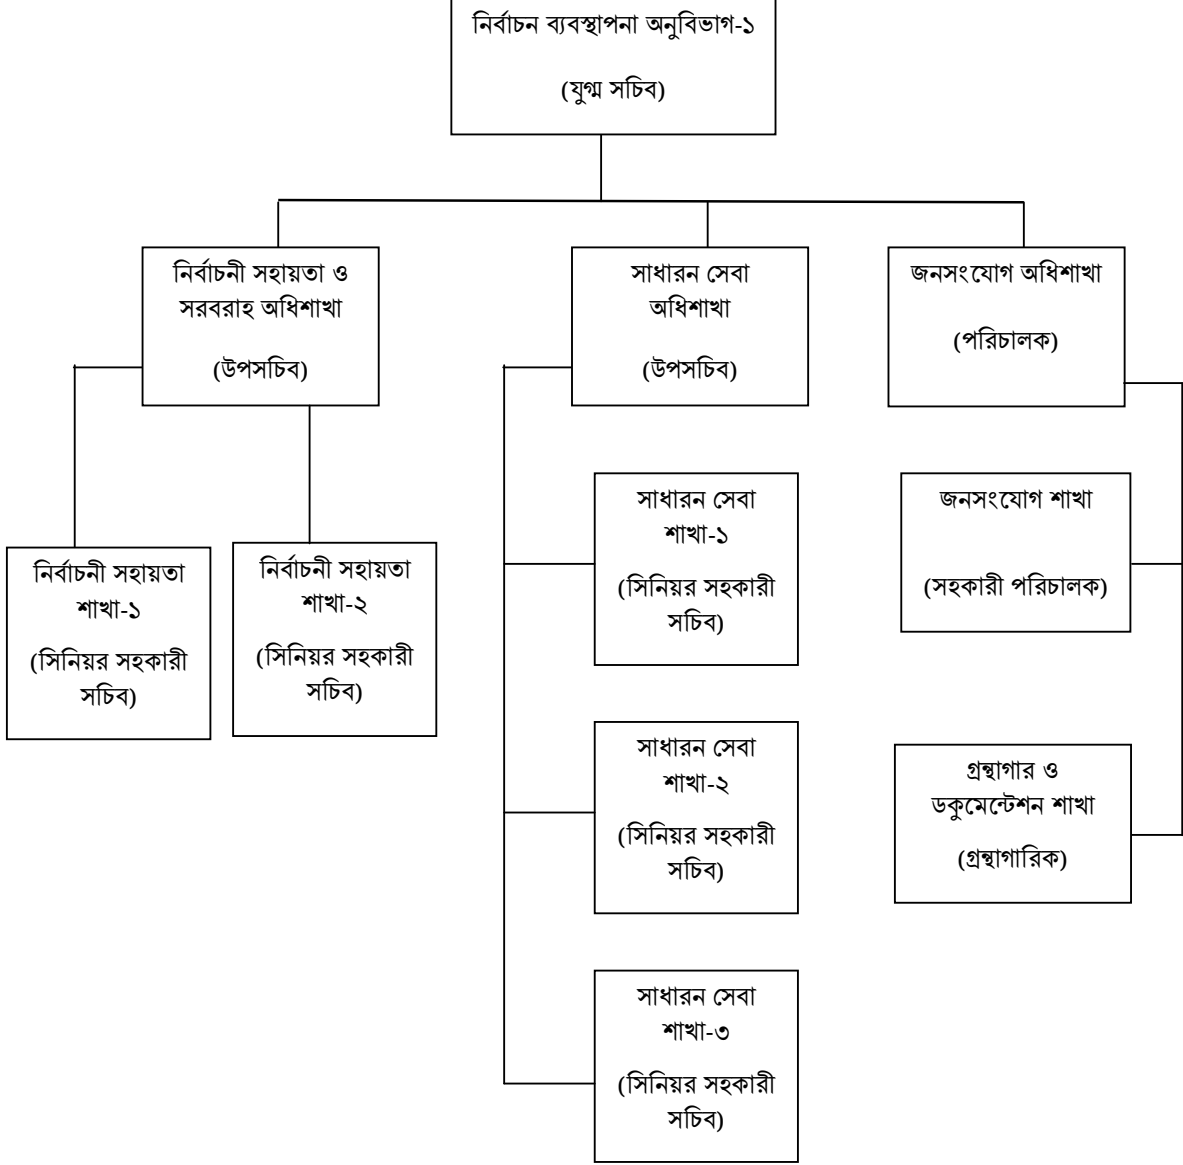 নির্বাচন ব্যবস্থাপনা অনুবিভাগ-১
(যুগ্ম সচিব)
নির্বাচনী সহায়তা ও
সরবরাহ অধিশাখা
(উপসচিব)
সাধারন সেবা
অধিশাখা
(উপসচিব)
জনসংযোগ অধিশাখা
(পরিচালক)
নির্বাচনী সহায়তা
শাখা-১
(সিনিয়র সহকারী
সচিব)
নির্বাচনী সহায়তা
শাখা-২
(সিনিয়র সহকারী
সচিব)
সাধারন সেবা
শাখা-১
(সিনিয়র সহকারী
সচিব)
সাধারন সেবা
শাখা-২
(সিনিয়র সহকারী
সচিব)
সাধারন সেবা
শাখা-৩
(সিনিয়র সহকারী
সচিব)
জনসংযোগ শাখা
(সহকারী পরিচালক)
গ্রন্থাগার ও
ডকুমেন্টেশন শাখা
(গ্রন্থাগারিক)